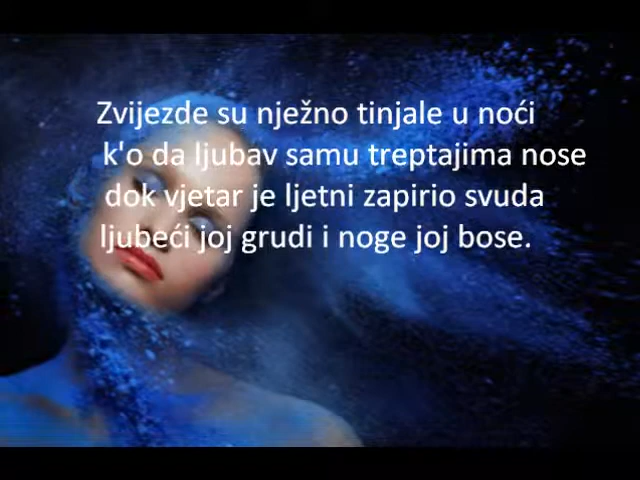 Zvijezde su nježno tinjale u noći
k'o da ljubav samu treptajima nose
dok vjetar je ljetni zapirio svuda
ljubeći joj grudi i noge joj bose.